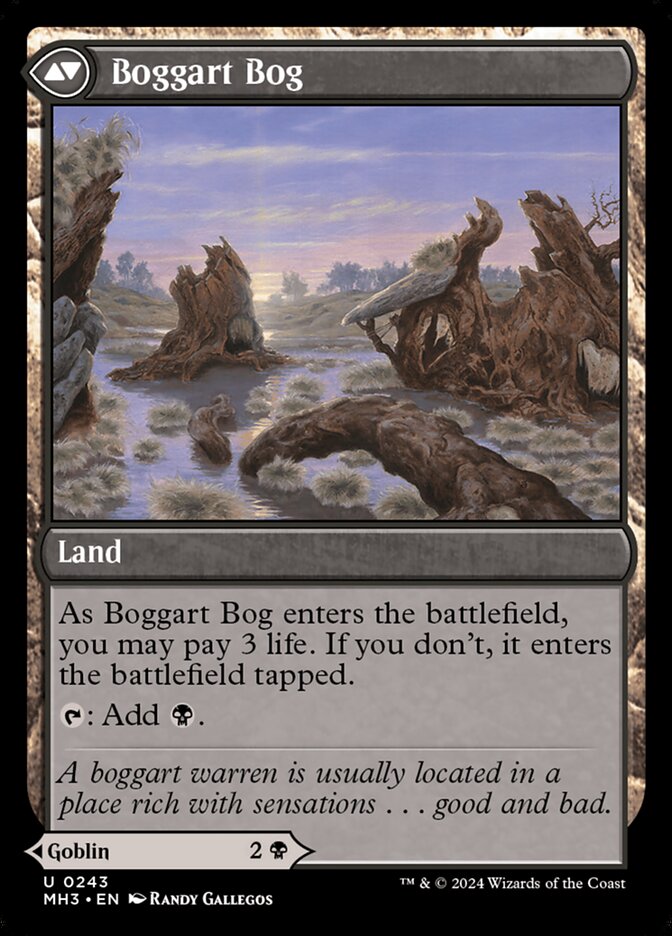 Boggart Bog
Land
As Boggart Bog enters the battlefield,
you may pay 3 life. If you don't, it enters
the battlefield tapped.
: Add .
A boggart warren is usually located in a
place rich with sensations . . . good and bad.
Goblin 2
U 0243
MH3 • EN RANDY GALLEGOS
™ & © 2024 Wizards of the Coast